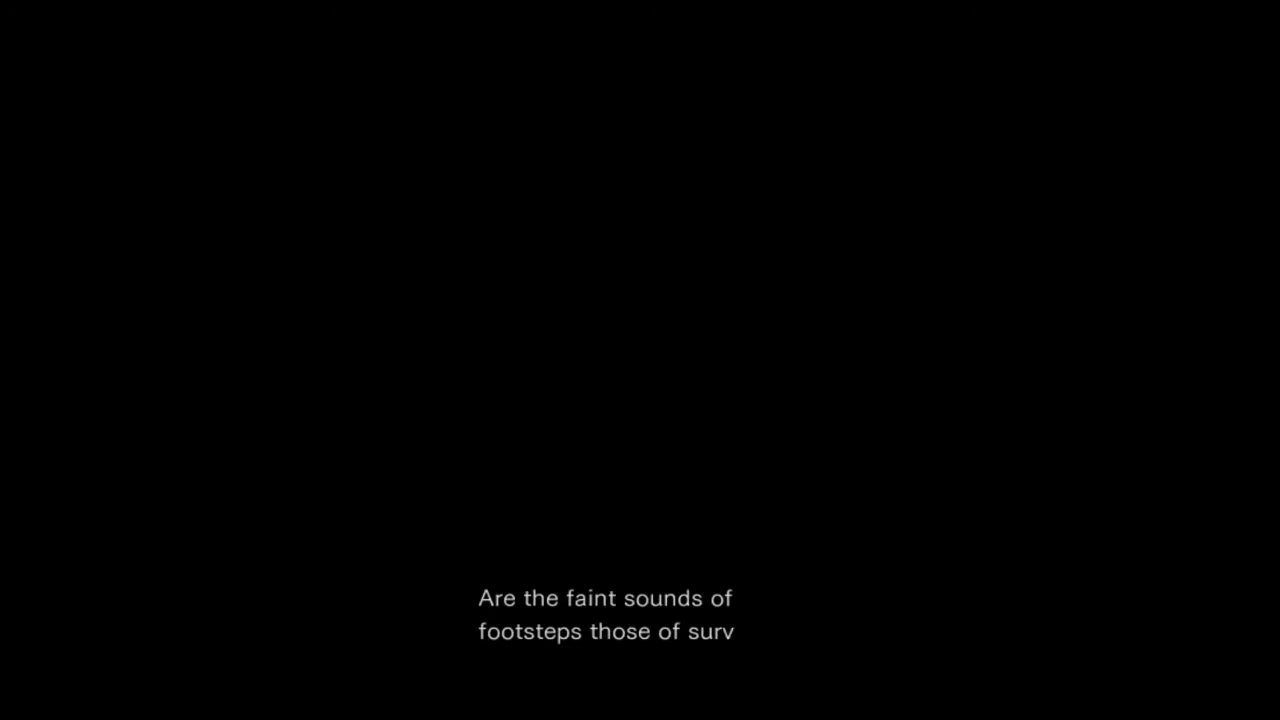 Are the faint sounds of
footsteps those of surv